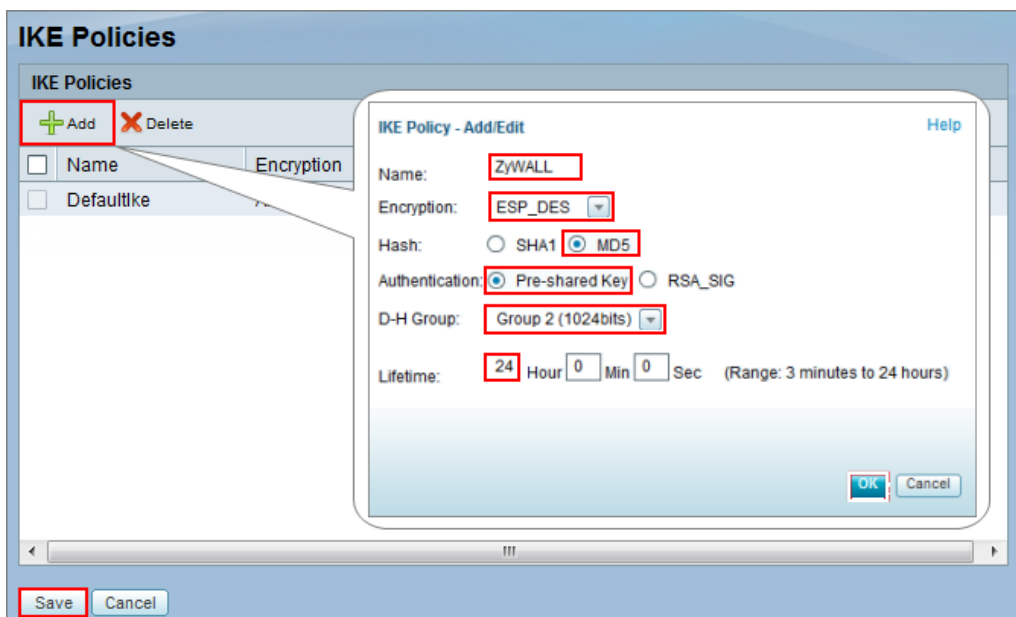 IKE Policies
IKE Policies
Add Delete
Name Encryption
DefaultIke
IKE Policy - Add/Edit Help
Name: ZyWALL
Encryption: ESP_DES
Hash: SHA1 MD5
Authentication: Pre-shared Key RSA_SIG
D-H Group: Group 2 (1024bits)
Lifetime: 24 Hour 0 Min 0 Sec (Range: 3 minutes to 24 hours)
OK Cancel
Save Cancel